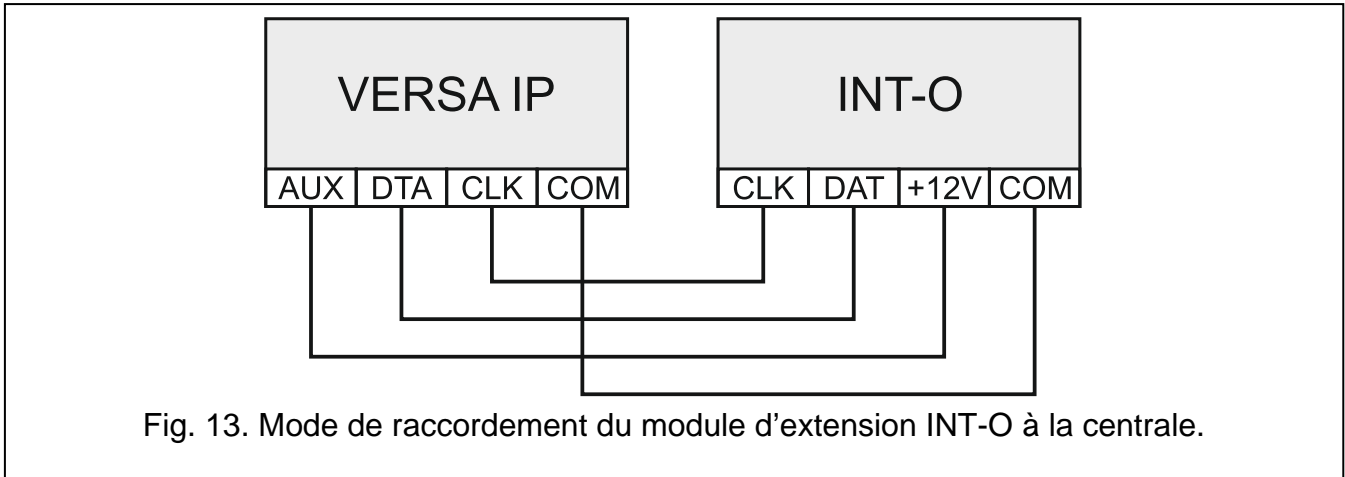 VERSA IP
INT-O
AUX DTA CLK COM
CLK DAT +12V COM
Fig. 13. Mode de raccordement du module d’extension INT-O à la centrale.